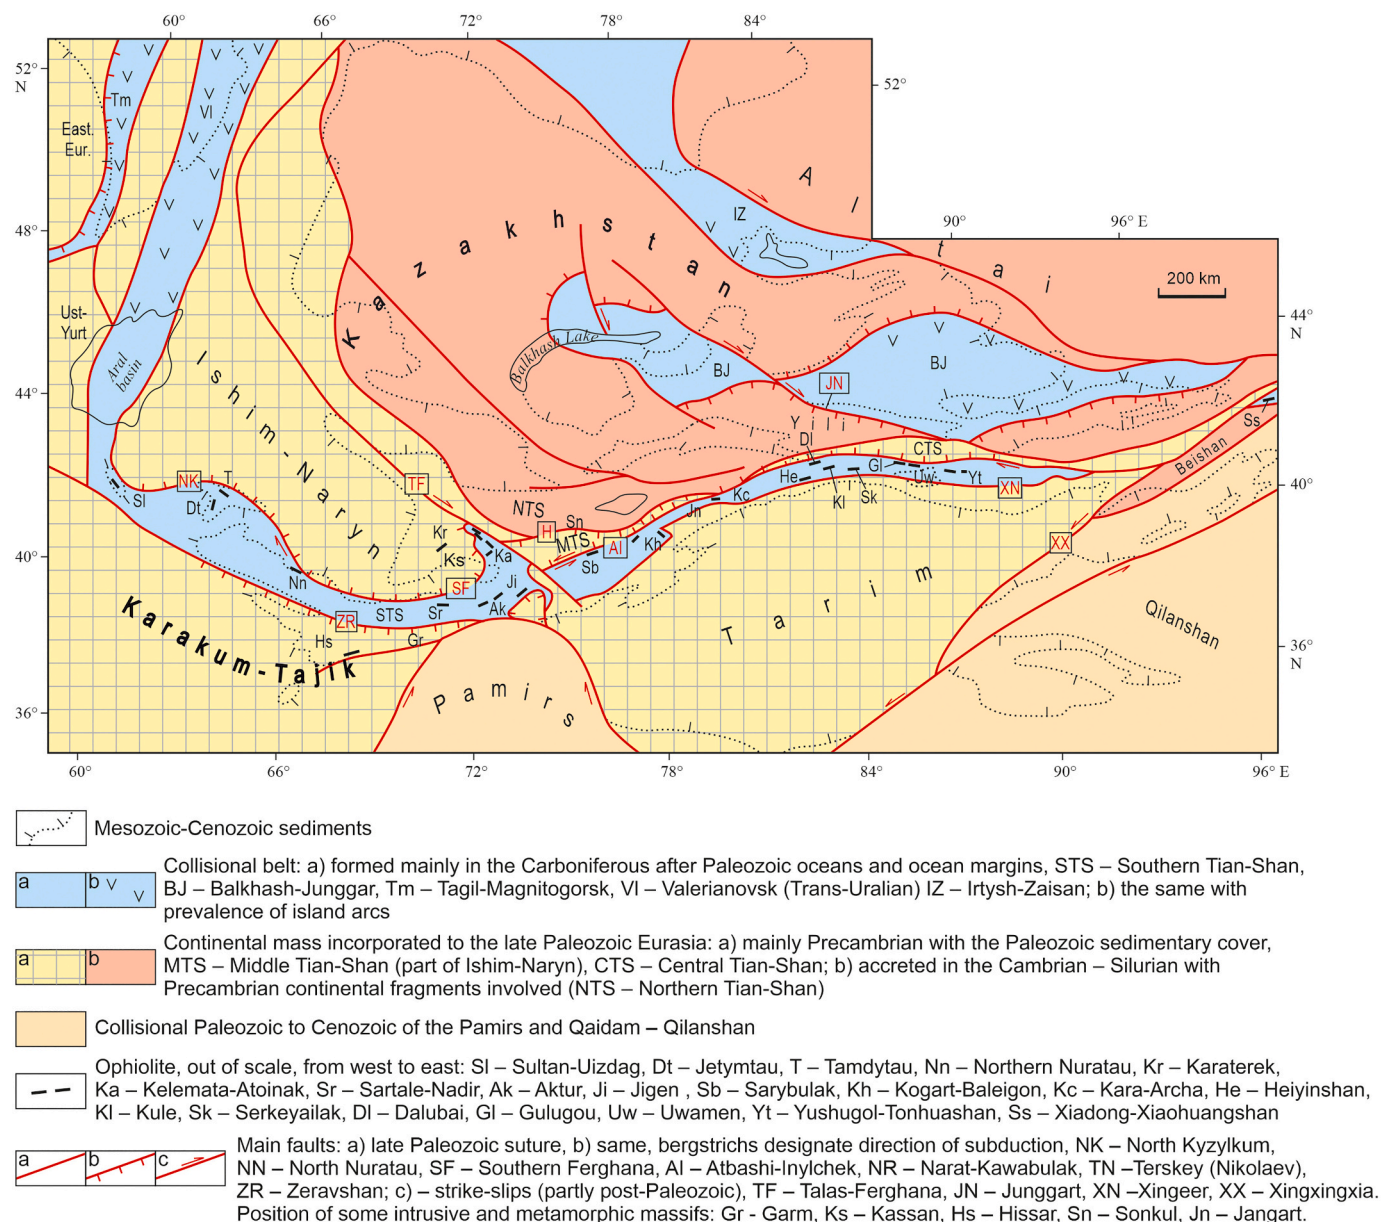 60°
66°
72°
78°
84°
52°
N
52°
Tm
Vl
East.
Eur.
A l t a i
IZ
48°
90°
96° E
Kazakhstan
200 km
Ust-
Yurt
44°
N
Balkhash Lake
Aral
basin
BJ
BJ
JN
44°
Ishim-Naryn
Yili
Ss
Dl
CTS
Beishan
TF
NK
T
He
Gl
Uw
Yt
XN
40°
Sl
Dt
Kl
Sk
Kc
NTS
Jn
Sn
H
Kr
MTS
AI
Kh
XX
40°
Ks
Ka
Sb
Nn
SF
Ji
Tarim
STS
Sr
Ak
Qilanshan
ZR
Karakum-Tajik
Hs
Gr
36°
N
Pamirs
36°
60°
66°
72°
78°
84°
90°
96° E
Mesozoic-Cenozoic sediments
a b Collisional belt: a) formed mainly in the Carboniferous after Paleozoic oceans and ocean margins, STS – Southern Tian-Shan,
BJ – Balkhash-Junggar, Tm – Tagil-Magnitogorsk, VI – Valerianovsk (Trans-Uralian) IZ – Irtysh-Zaisan; b) the same with
prevalence of island arcs
a b Continental mass incorporated to the late Paleozoic Eurasia: a) mainly Precambrian with the Paleozoic sedimentary cover,
MTS – Middle Tian-Shan (part of Ishim-Naryn), CTS – Central Tian-Shan; b) accreted in the Cambrian – Silurian with
Precambrian continental fragments involved (NTS – Northern Tian-Shan)
Collisional Paleozoic to Cenozoic of the Pamirs and Qaidam – Qilanshan
Ophiolite, out of scale, from west to east: Sl – Sultan-Uizdag, Dt – Jetymtau, T – Tamdytau, Nn – Northern Nuratau, Kr – Karaterek,
Ka – Kelemata-Atoinak, Sr – Sartale-Nadir, Ak – Aktur, Ji – Jigen , Sb – Sarybulak, Kh – Kogart-Baleigon, Kc – Kara-Archa, He – Heiyinshan,
Kl – Kule, Sk – Serkeyailak, Dl – Dalubai, Gl – Gulugou, Uw – Uwamen, Yt – Yushugol-Tonhuashan, Ss – Xiadong-Xiaohuangshan
a b c Main faults: a) late Paleozoic suture, b) same, bergstrichs designate direction of subduction, NK – North Kyzylkum,
NN – North Nuratau, SF – Southern Ferghana, AI – Atbashi-Inylchek, NR – Narat-Kawabulak, TN –Terskey (Nikolaev),
ZR – Zeravshan; c) – strike-slips (partly post-Paleozoic), TF – Talas-Ferghana, JN – Junggart, XN –Xingeer, XX – Xingxingxia.
Position of some intrusive and metamorphic massifs: Gr - Garm, Ks – Kassan, Hs – Hissar, Sn – Sonkul, Jn – Jangart.